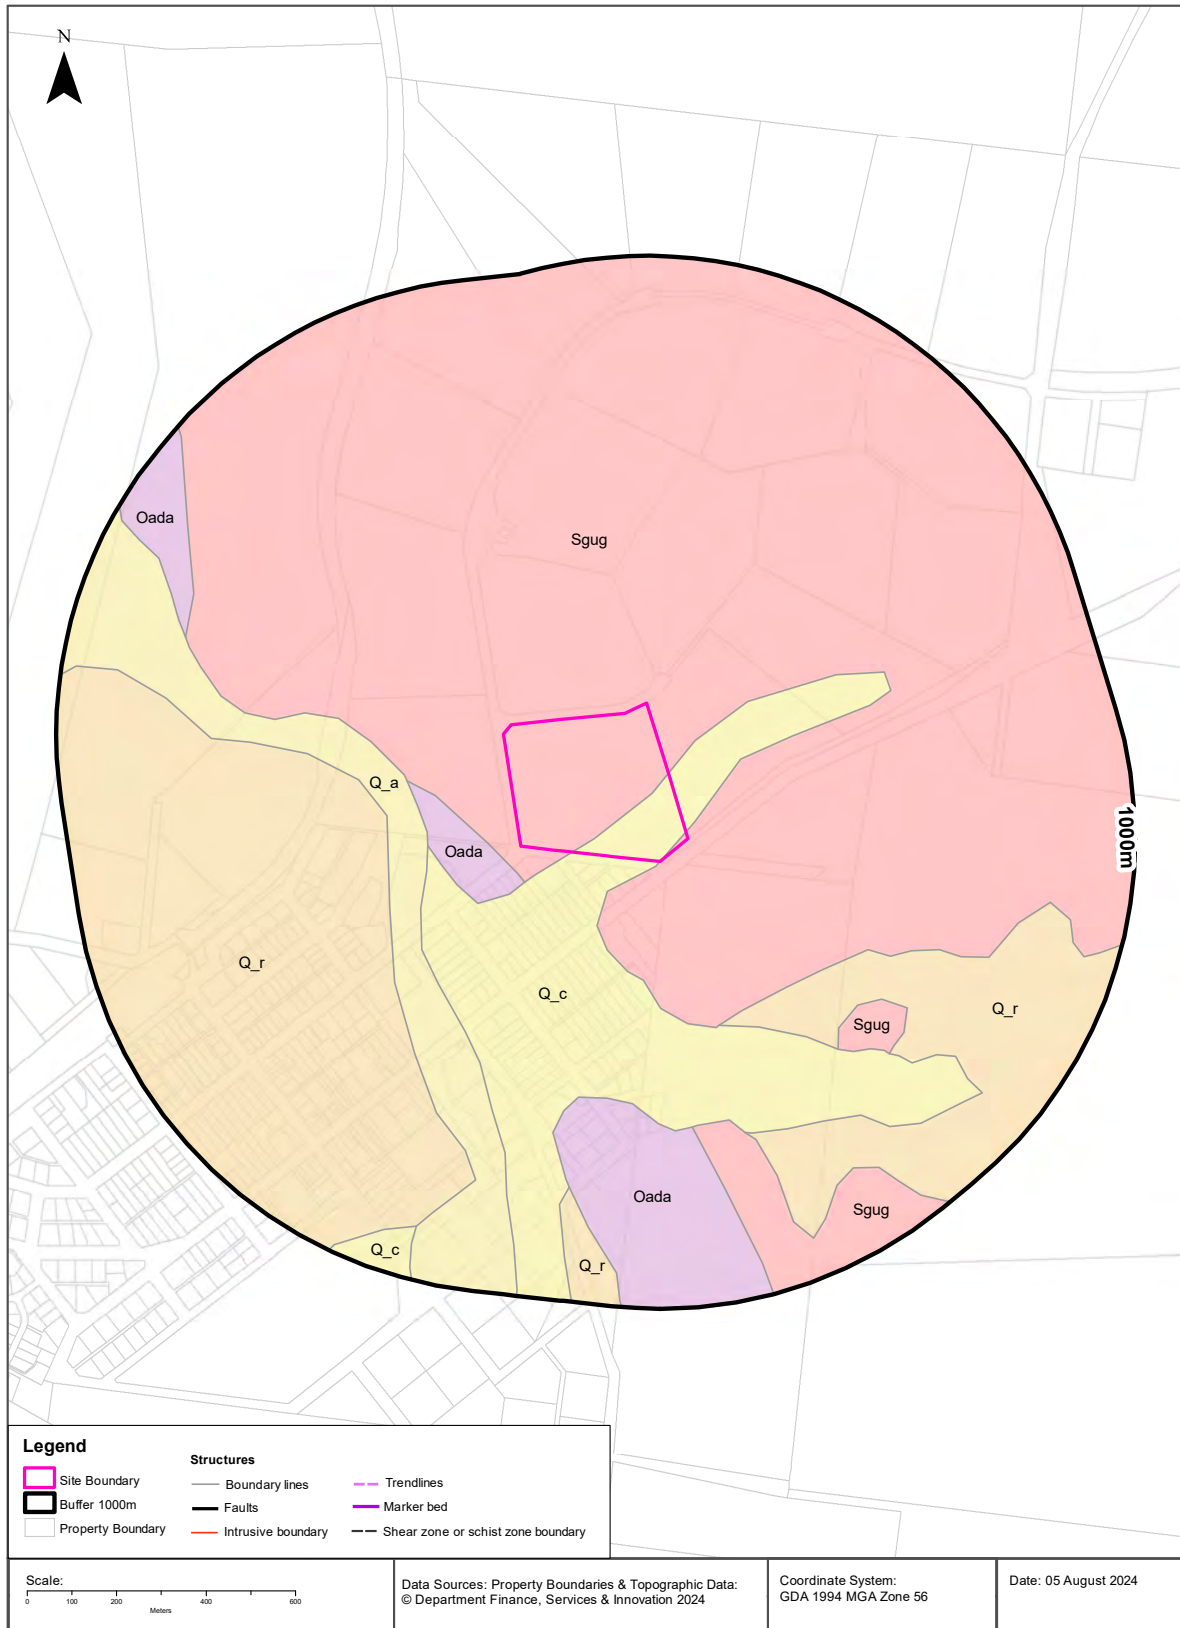 N
Oada
Sgug
Q_a
Oada
1000m
Q_r
Q_c
Q_r
Sgug
Oada
Sgug
Q_c
Q_r
Legend
Site Boundary
Buffer 1000m
Property Boundary
Structures
Boundary lines
Faults
Intrusive boundary
Trendlines
Marker bed
Shear zone or schist zone boundary
Scale:
0 100 200 400 600
Meters
Data Sources: Property Boundaries & Topographic Data:
© Department Finance, Services & Innovation 2024
Coordinate System:
GDA 1994 MGA Zone 56
Date: 05 August 2024